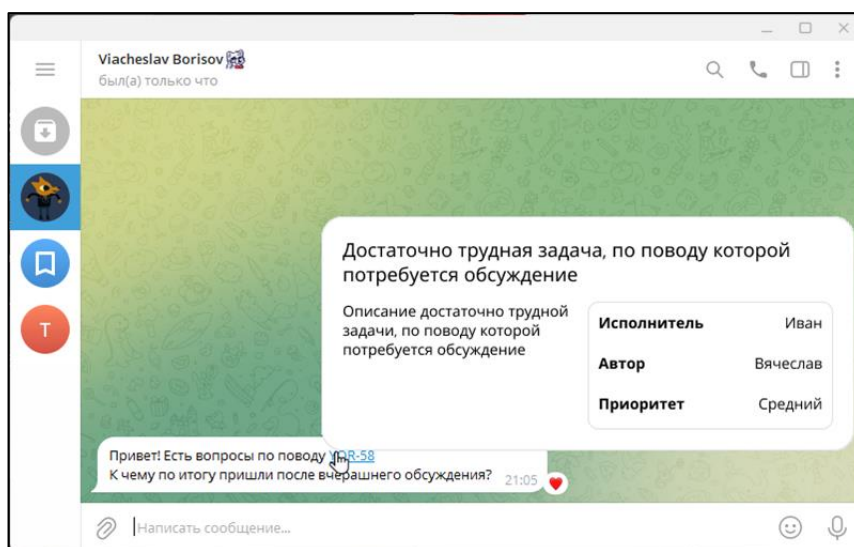 Viacheslav Borisov
был(а) только что
Достаточно трудная задача, по поводу которой
потребуется обсуждение
Описание достаточно трудной
задачи, по поводу которой
потребуется обсуждение
Исполнитель Иван
Автор Вячеслав
Приоритет Средний
T
Привет! Есть вопросы по поводу YOR-58
К чему по итогу пришли после вчерашнего обсуждения? 21:05
Написать сообщение...